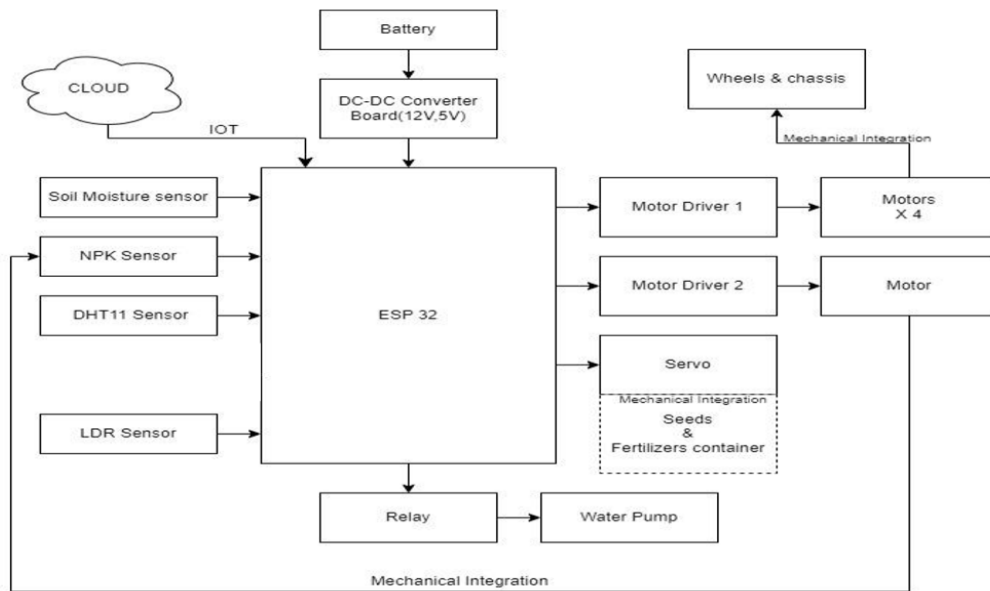 Battery
CLOUD
DC-DC Converter
Board(12V,5V)
Wheels & chassis
IOT
Mechanical Integration
Soil Moisture sensor
Motor Driver 1
Motors
X 4
NPK Sensor
Motor Driver 2
Motor
DHT11 Sensor
ESP 32
Servo
Mechanical Integration
Seeds
&
Fertilizers container
LDR Sensor
Relay
Water Pump
Mechanical Integration